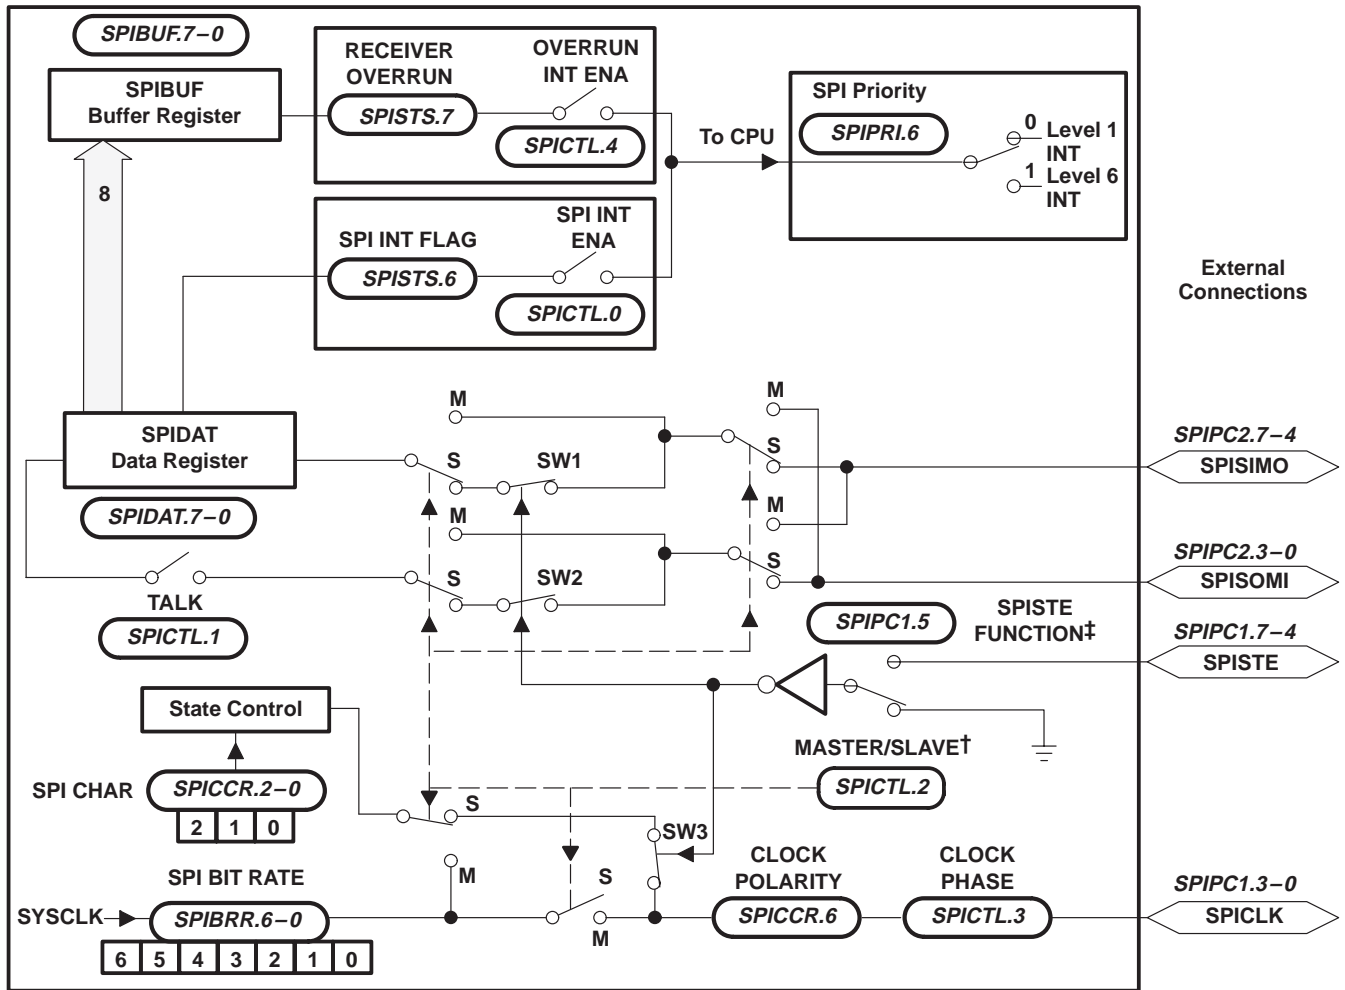 SPIBUF.7–0
SPIBUF
Buffer Register
RECEIVER
OVERRUN
SPISTS.7
OVERRUN
INT ENA
SPICTL.4
To CPU
SPI Priority
SPIPRI.6
0
Level 1
INT
1
Level 6
INT
8
SPI INT FLAG
SPISTS.6
SPI INT
ENA
SPICTL.0
External
Connections
SPIDAT
Data Register
SPIDAT.7–0
M
S
SW1
M
S
SPIPC2.7–4
SPISIMO
M
S
SW2
M
S
SPIPC2.3–0
SPISOMI
TALK
SPICTL.1
SPIPC1.5
SPISTE
FUNCTION‡
SPIPC1.7–4
SPISTE
State Control
MASTER/SLAVE†
SPICTL.2
SPI CHAR
SPICCR.2–0
2 1 0
S
M
SW3
SPI BIT RATE
SYSCLK
SPIBRR.6–0
6 5 4 3 2 1 0
S
M
CLOCK
POLARITY
SPICCR.6
CLOCK
PHASE
SPICTL.3
SPIPC1.3–0
SPICLK